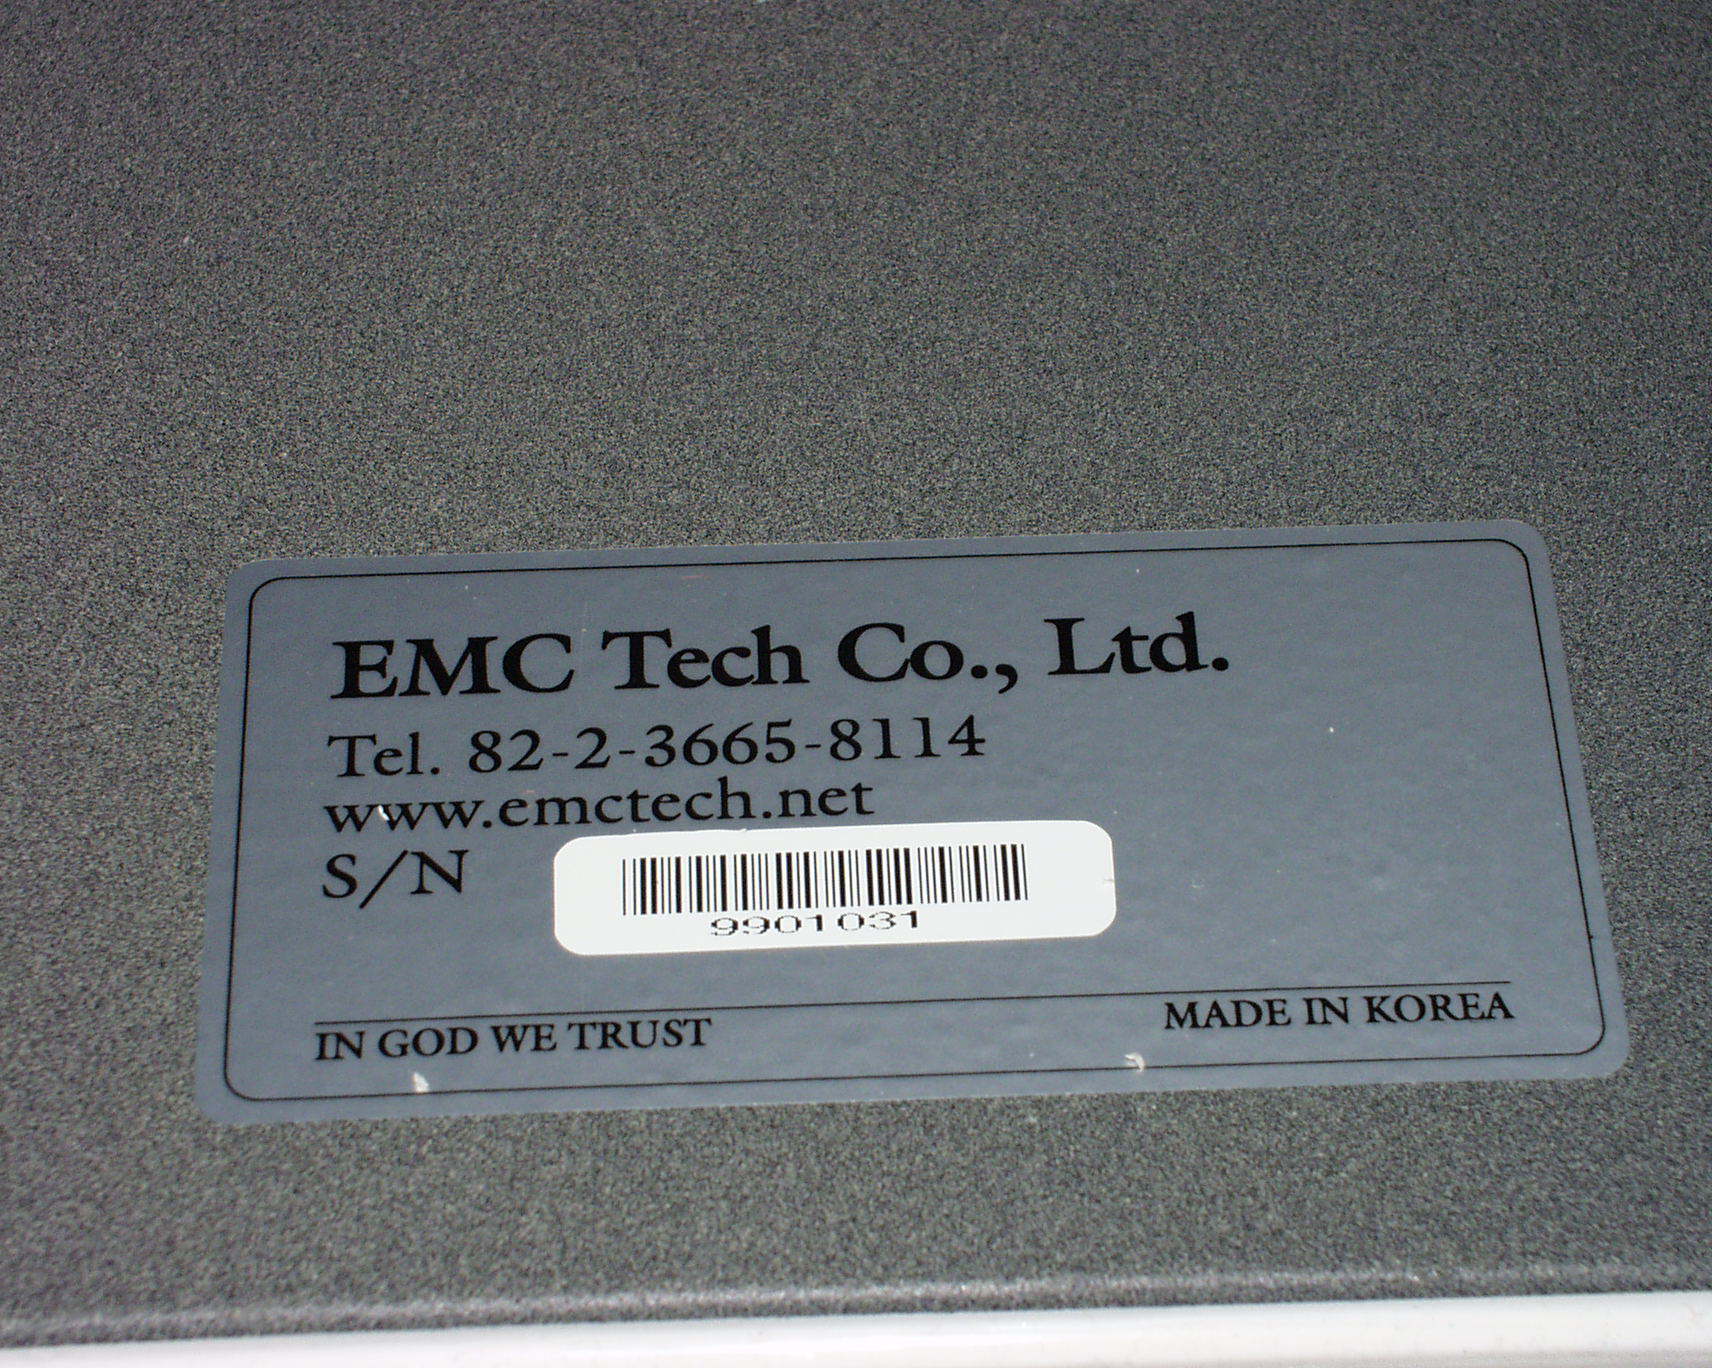 EMC Tech Co., Ltd.
Tel. 82-2-3665-8114
www.emctech.net
S/N
9901031
IN GOD WE TRUST
MADE IN KOREA